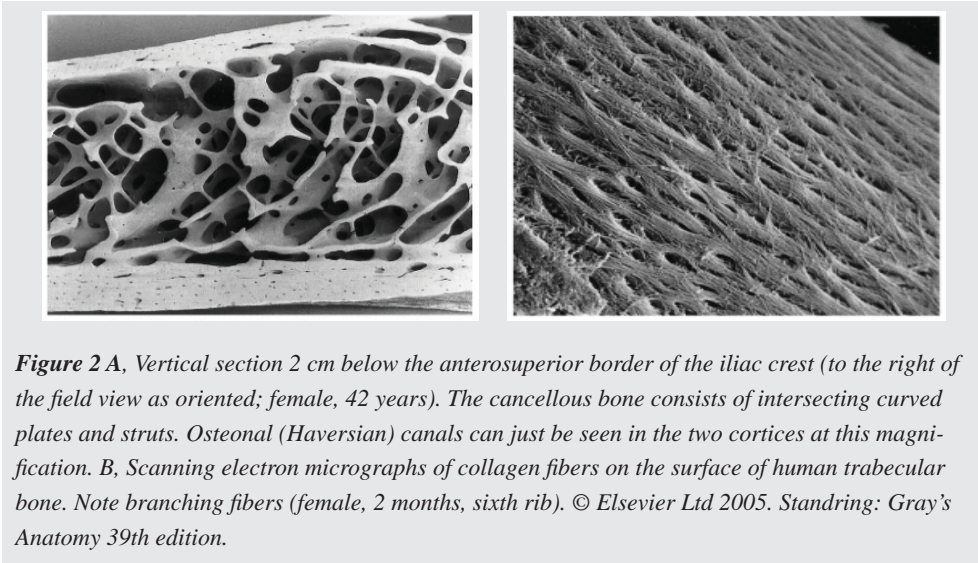 Figure 2 A, Vertical section 2 cm below the anterosuperior border of the iliac crest (to the right of
the field view as oriented; female, 42 years). The cancellous bone consists of intersecting curved
plates and struts. Osteonal (Haversian) canals can just be seen in the two cortices at this magni-
fication. B, Scanning electron micrographs of collagen fibers on the surface of human trabecular
bone. Note branching fibers (female, 2 months, sixth rib). © Elsevier Ltd 2005. Standring: Gray’s
Anatomy 39th edition.